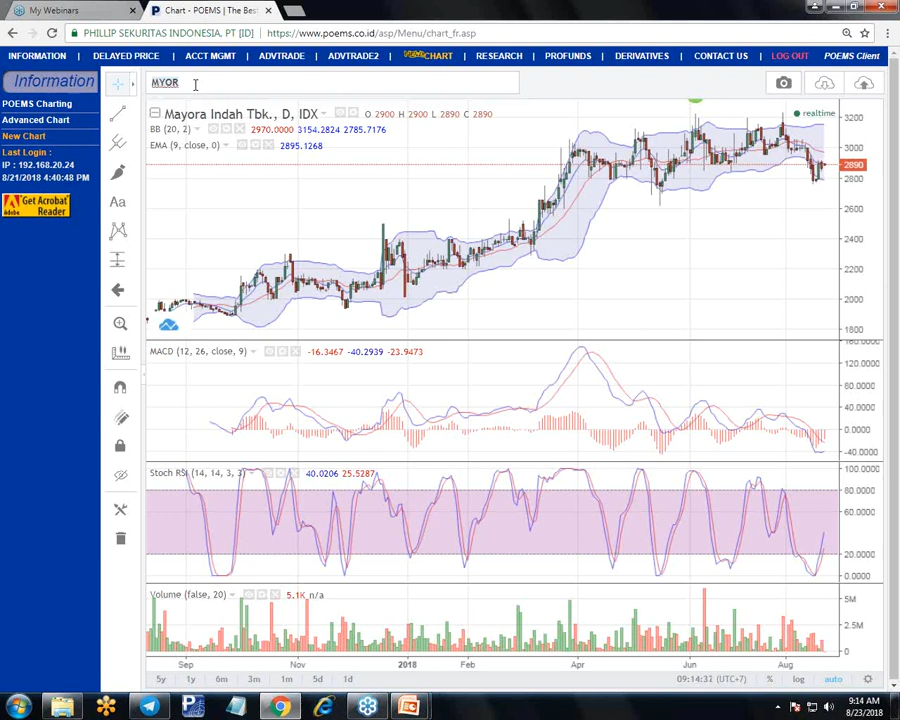 My Webinars
Chart - POEMS | The Bes
PHILLIP SEKURITAS INDONESIA. PT [ID]
https://www.poems.co.id/asp/Menu/chart_fr.asp
INFORMATION DELAYED PRICE ACCT MGMT ADVTRADE ADVTRADE2 NEW CHART RESEARCH PROFUNDS DERIVATIVES CONTACT US LOG OUT POEMS Client
Information
POEMS Charting
Advanced Chart
New Chart
Last Login :
IP : 192.168.20.24
8/21/2018 4:40:48 PM
Get Acrobat
Reader
Adobe
MYOR
Mayora Indah Tbk., D, IDX O 2900 H 2900 L 2890 C 2890
realtime
BB (20, 2) 2970.0000 3154.2824 2785.7176
EMA (9, close, 0) 2895.1268
3200
3000
2890
2800
2600
2400
2200
2000
1800
MACD (12, 26, close, 9) -16.3467 -40.2939 -23.9473
160.0000
120.0000
80.0000
40.0000
0.0000
-40.0000
Stoch RSI (14, 14, 3, 3) 40.0206 25.5287
100.0000
80.0000
60.0000
20.0000
0.0000
Volume (false, 20) 5.1K n/a
5M
2.5M
0
Sep Nov 2018 Feb Apr Jun Aug
5y 1y 6m 3m 1m 5d 1d
09:14:32 (UTC+7) % log auto
Aa
9:14 AM
8/23/2018